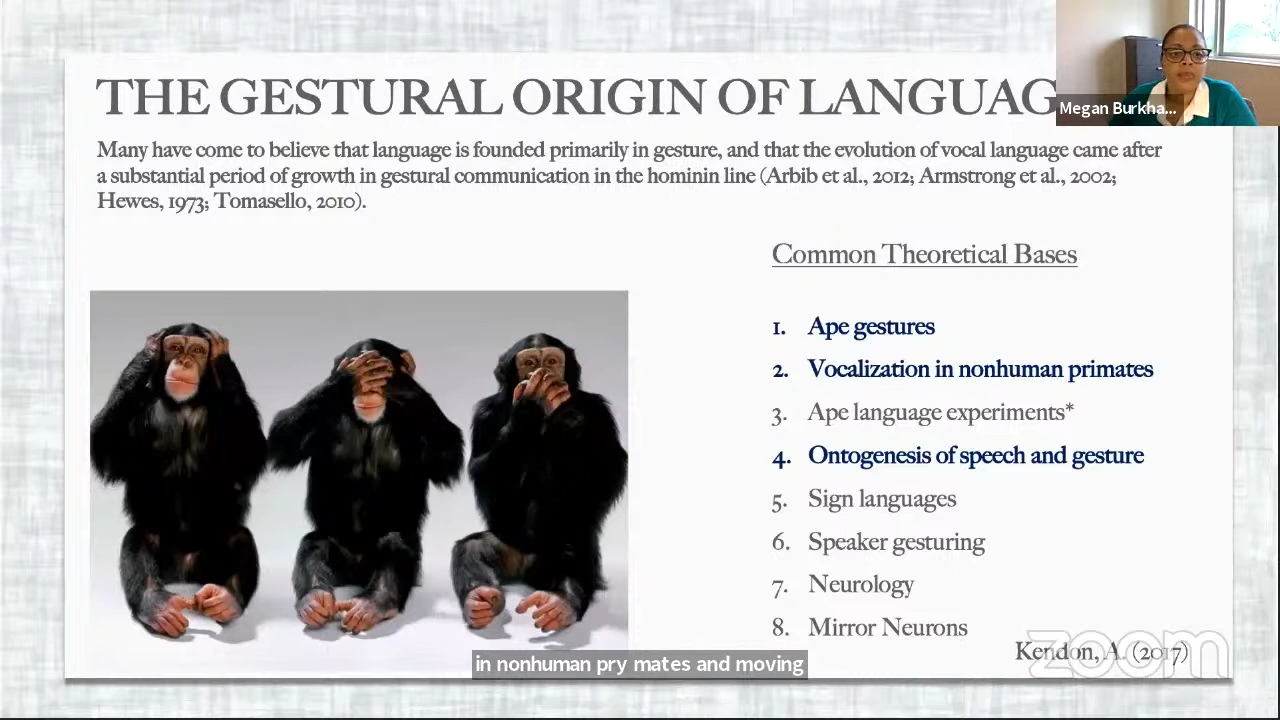 THE GESTURAL ORIGIN OF LANGUAG
Megan Burkha...
Many have come to believe that language is founded primarily in gesture, and that the evolution of vocal language came after
a substantial period of growth in gestural communication in the hominin line (Arbib et al., 2012; Armstrong et al., 2002;
Hewes, 1973; Tomasello, 2010).
Common Theoretical Bases
1. Ape gestures
2. Vocalization in nonhuman primates
3. Ape language experiments*
4. Ontogenesis of speech and gesture
5. Sign languages
6. Speaker gesturing
7. Neurology
8. Mirror Neurons
Kendon, A. (2017)
zoom
in nonhuman pry mates and moving